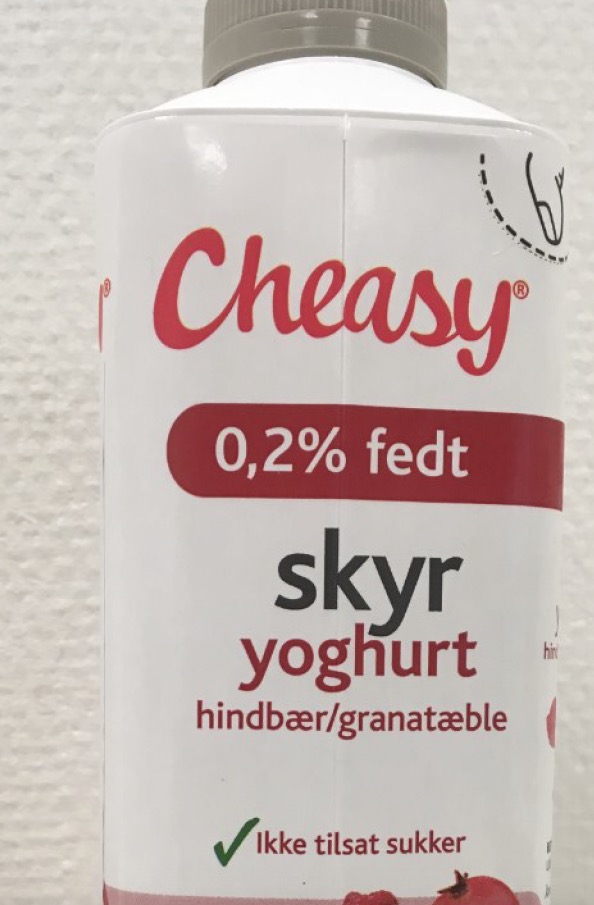 Cheasy®
0,2% fedt
skyr
yoghurt
hindbær/granatæble
Ikke tilsat sukker